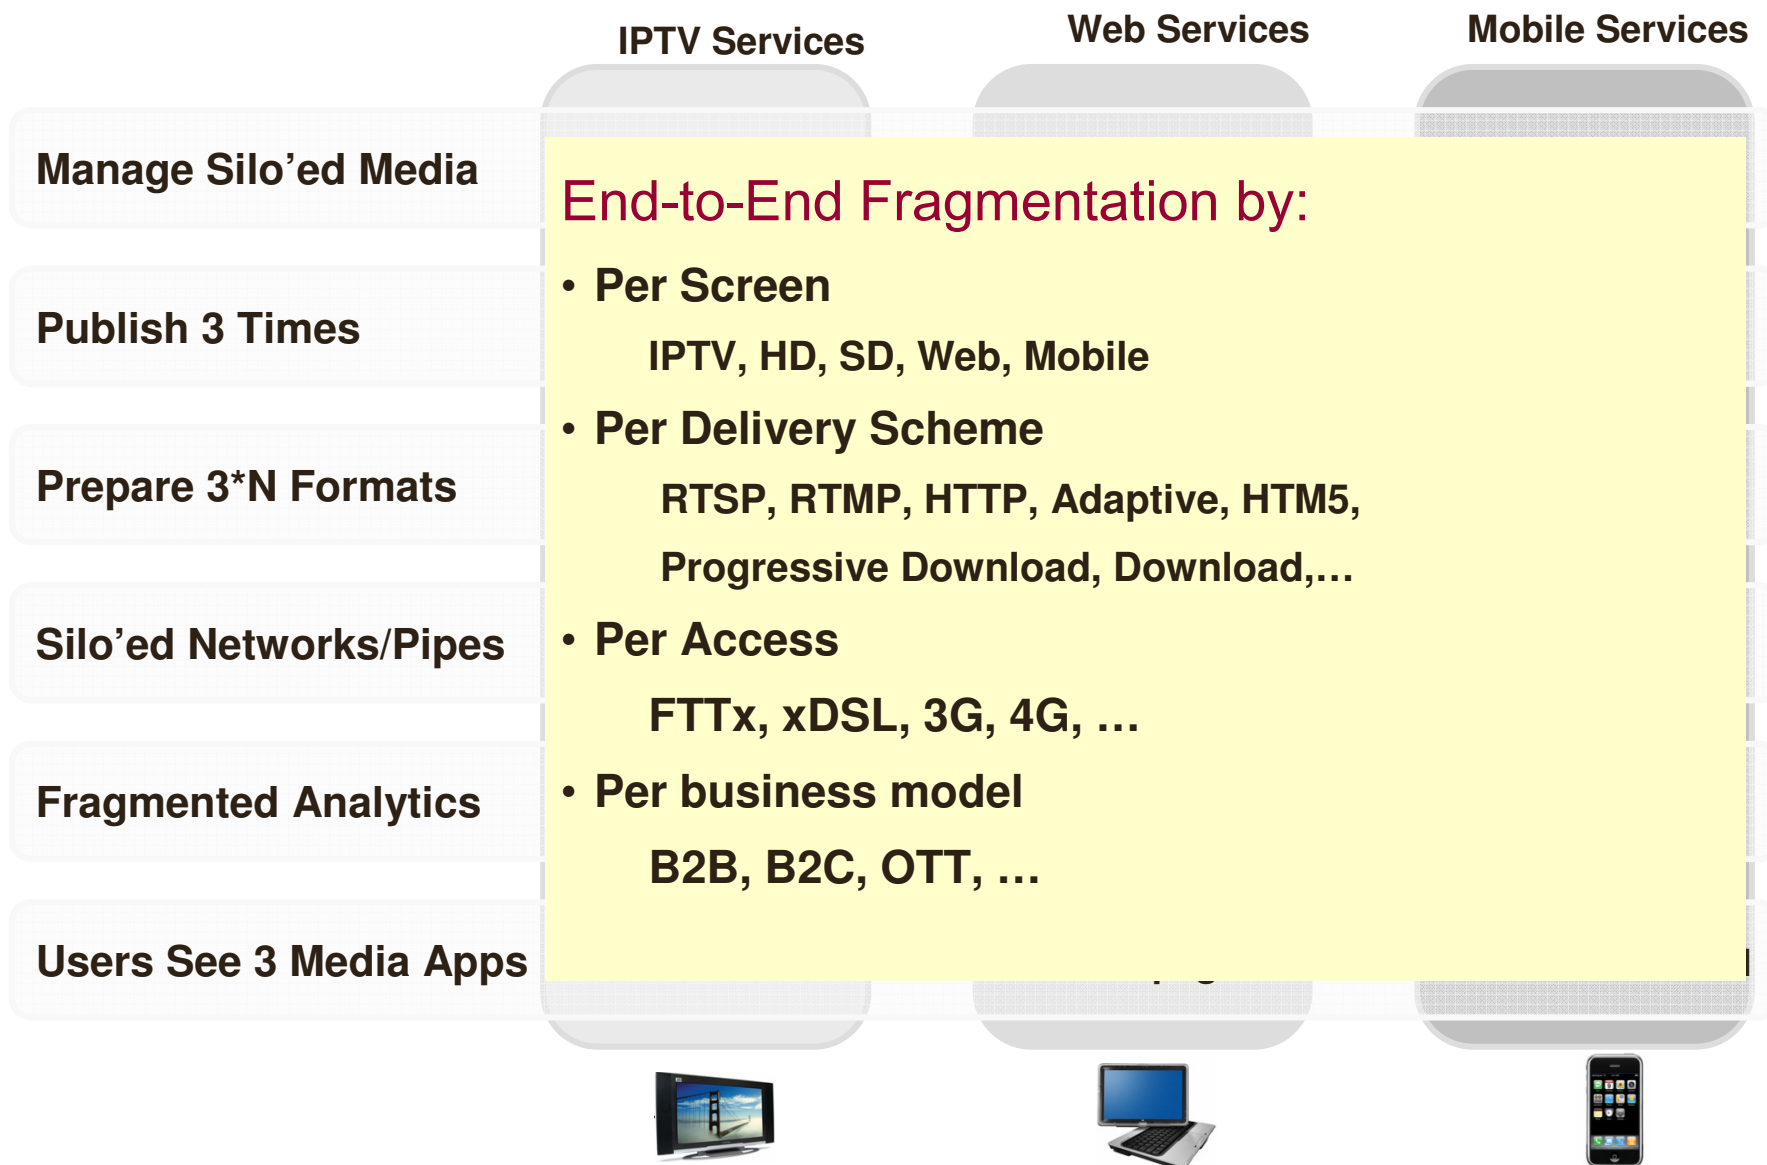 IPTV Services
Web Services
Mobile Services
Manage Silo’ed Media
Publish 3 Times
Prepare 3*N Formats
Silo’ed Networks/Pipes
Fragmented Analytics
Users See 3 Media Apps
End-to-End Fragmentation by:
• Per Screen
IPTV, HD, SD, Web, Mobile
• Per Delivery Scheme
RTSP, RTMP, HTTP, Adaptive, HTM5,
Progressive Download, Download,…
• Per Access
FTTx, xDSL, 3G, 4G, …
• Per business model
B2B, B2C, OTT, …